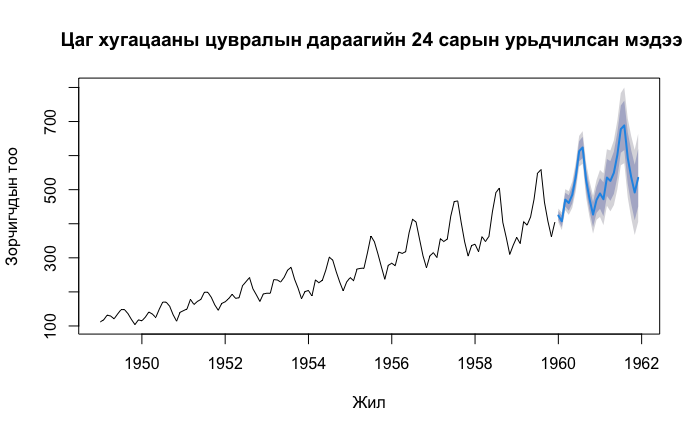 Цаг хугацааны цувралын дараагийн 24 сарын урьдчилсан мэдээ
Зорчигчдын тоо
700
500
300
100
1950 1952 1954 1956 1958 1960 1962
Жил